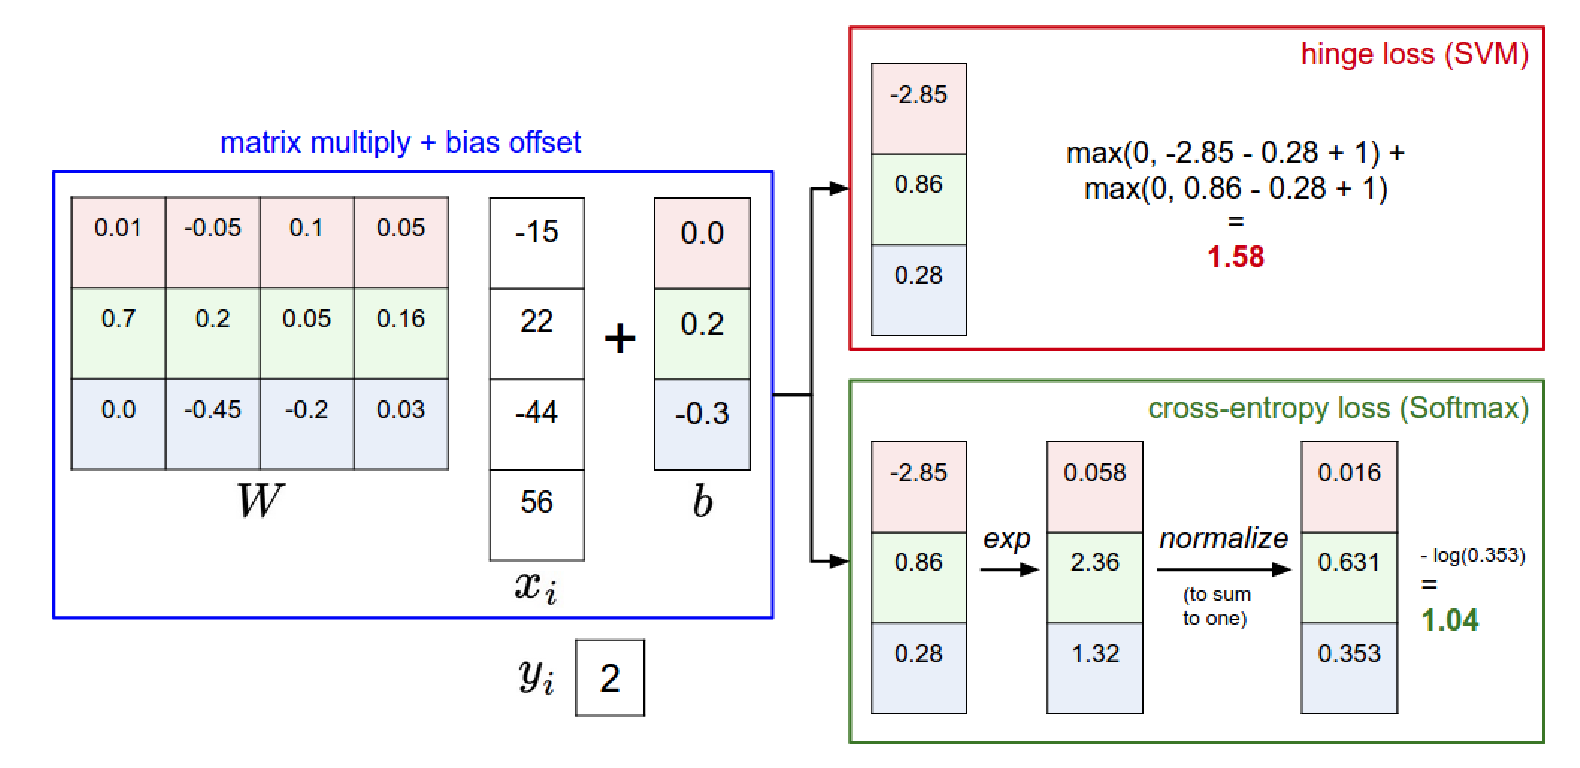 matrix multiply + bias offset
0.01 -0.05 0.1 0.05
0.7 0.2 0.05 0.16
0.0 -0.45 -0.2 0.03
W
-15
22
-44
56
x_i
+
0.0
0.2
-0.3
b
y_i 2
hinge loss (SVM)
-2.85
0.86
0.28
max(0, -2.85 - 0.28 + 1) +
max(0, 0.86 - 0.28 + 1)
=
1.58
cross-entropy loss (Softmax)
-2.85
0.86
0.28
exp
0.058
2.36
1.32
normalize
(to sum
to one)
0.016
0.631
0.353
- log(0.353)
=
1.04